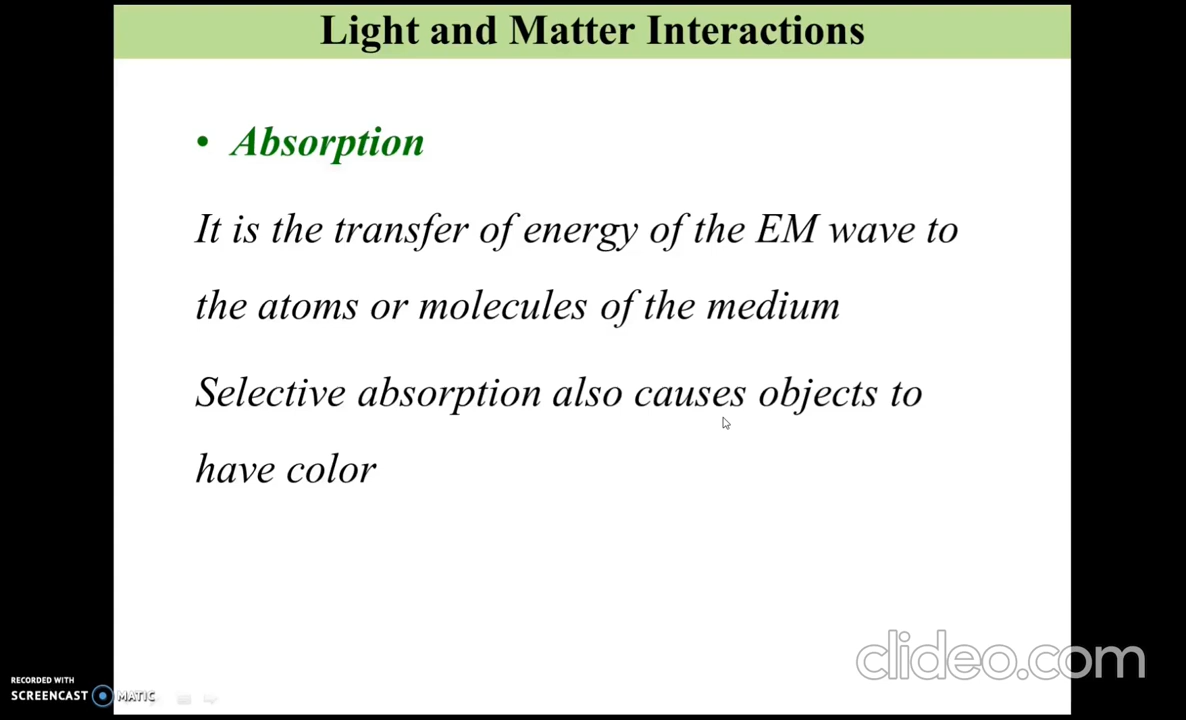 Light and Matter Interactions
• Absorption
It is the transfer of energy of the EM wave to
the atoms or molecules of the medium
Selective absorption also causes objects to
have color
clideo.com
RECORDED WITH
SCREENCAST MATIC